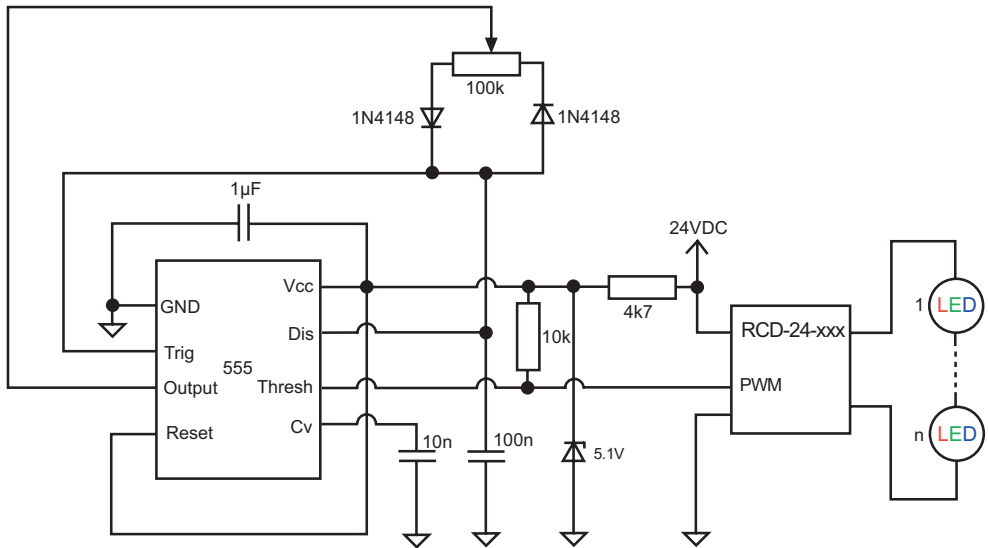 100k
1N4148
1N4148
1µF
24VDC
Vcc
GND
4k7
1 LED
RCD-24-xxx
Dis
10k
Trig
555
Output
Thresh
PWM
Reset
Cv
10n
100n
5.1V
n LED